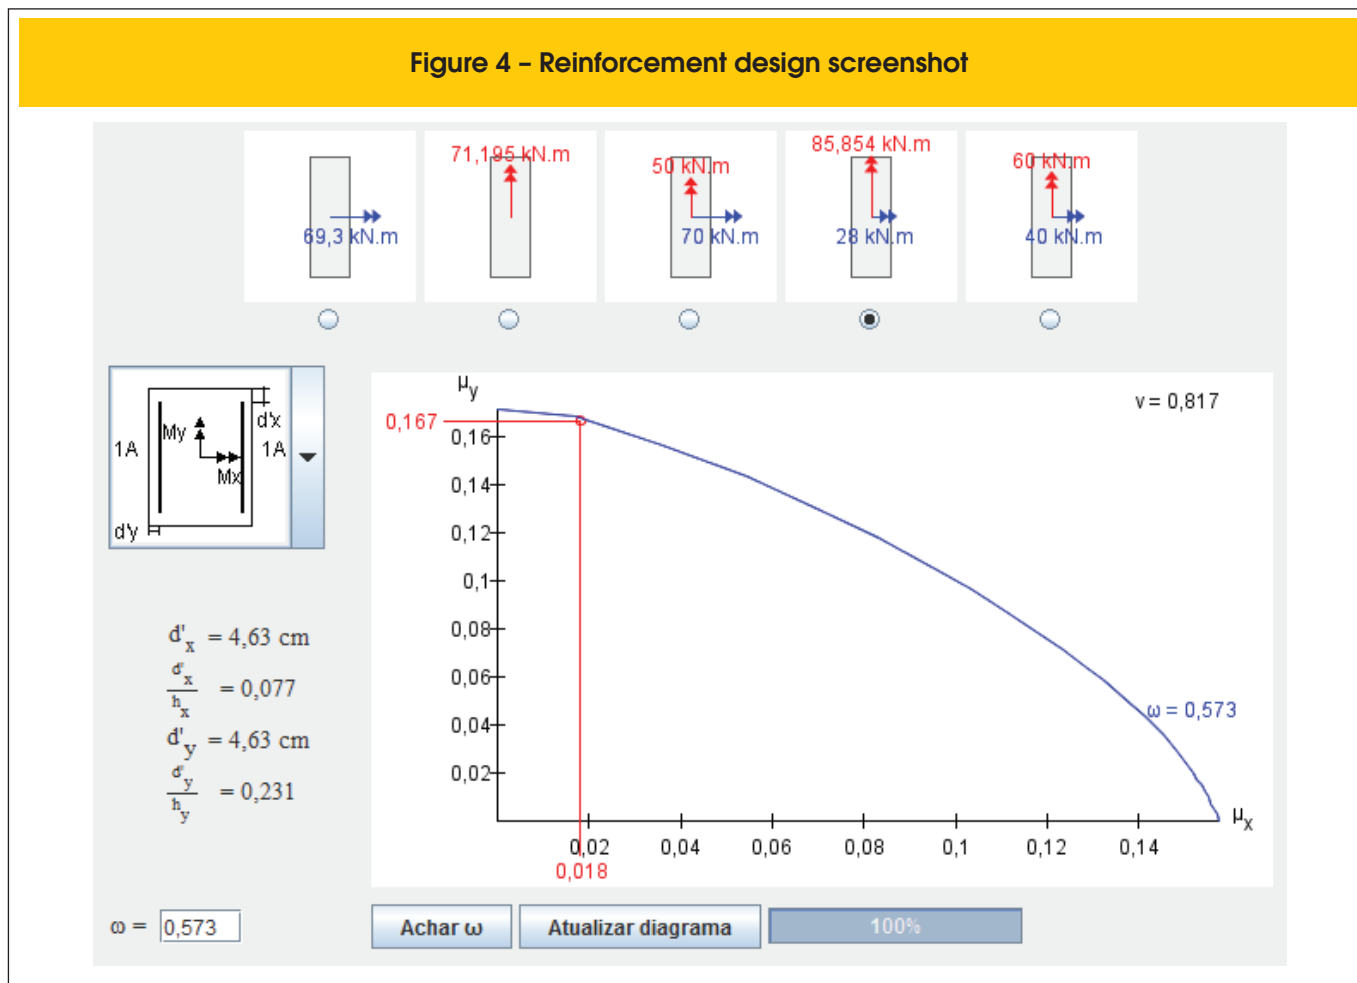 Figure 4 – Reinforcement design screenshot
69,3 kN.m
71,195 kN.m
50 kN.m
70 kN.m
85,854 kN.m
28 kN.m
60 kN.m
40 kN.m
1A
My
Mx
d'x
1A
d'y
d'x = 4,63 cm
d'x / hx = 0,077
d'y = 4,63 cm
d'y / hy = 0,231
ω = 0,573
μy
ν = 0,817
0,167
0,16
0,14
0,12
0,1
0,08
0,06
0,04
0,02
ω = 0,573
μx
0,02
0,04
0,06
0,08
0,1
0,12
0,14
0,018
Achar ω
Atualizar diagrama
100%